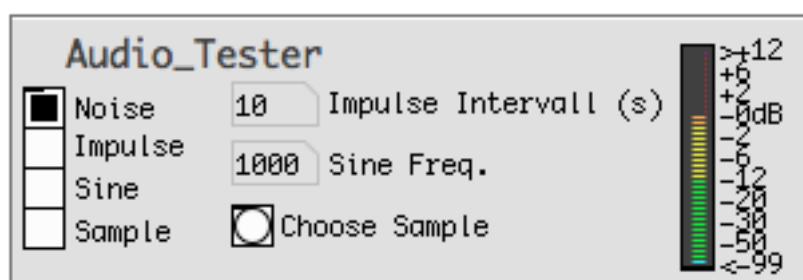 Audio_Tester
Noise
Impulse
Sine
Sample
10 Impulse Intervall (s)
1000 Sine Freq.
Choose Sample
>+12
+6
+2
-0dB
-2
-6
-12
-20
-30
-50
<-99